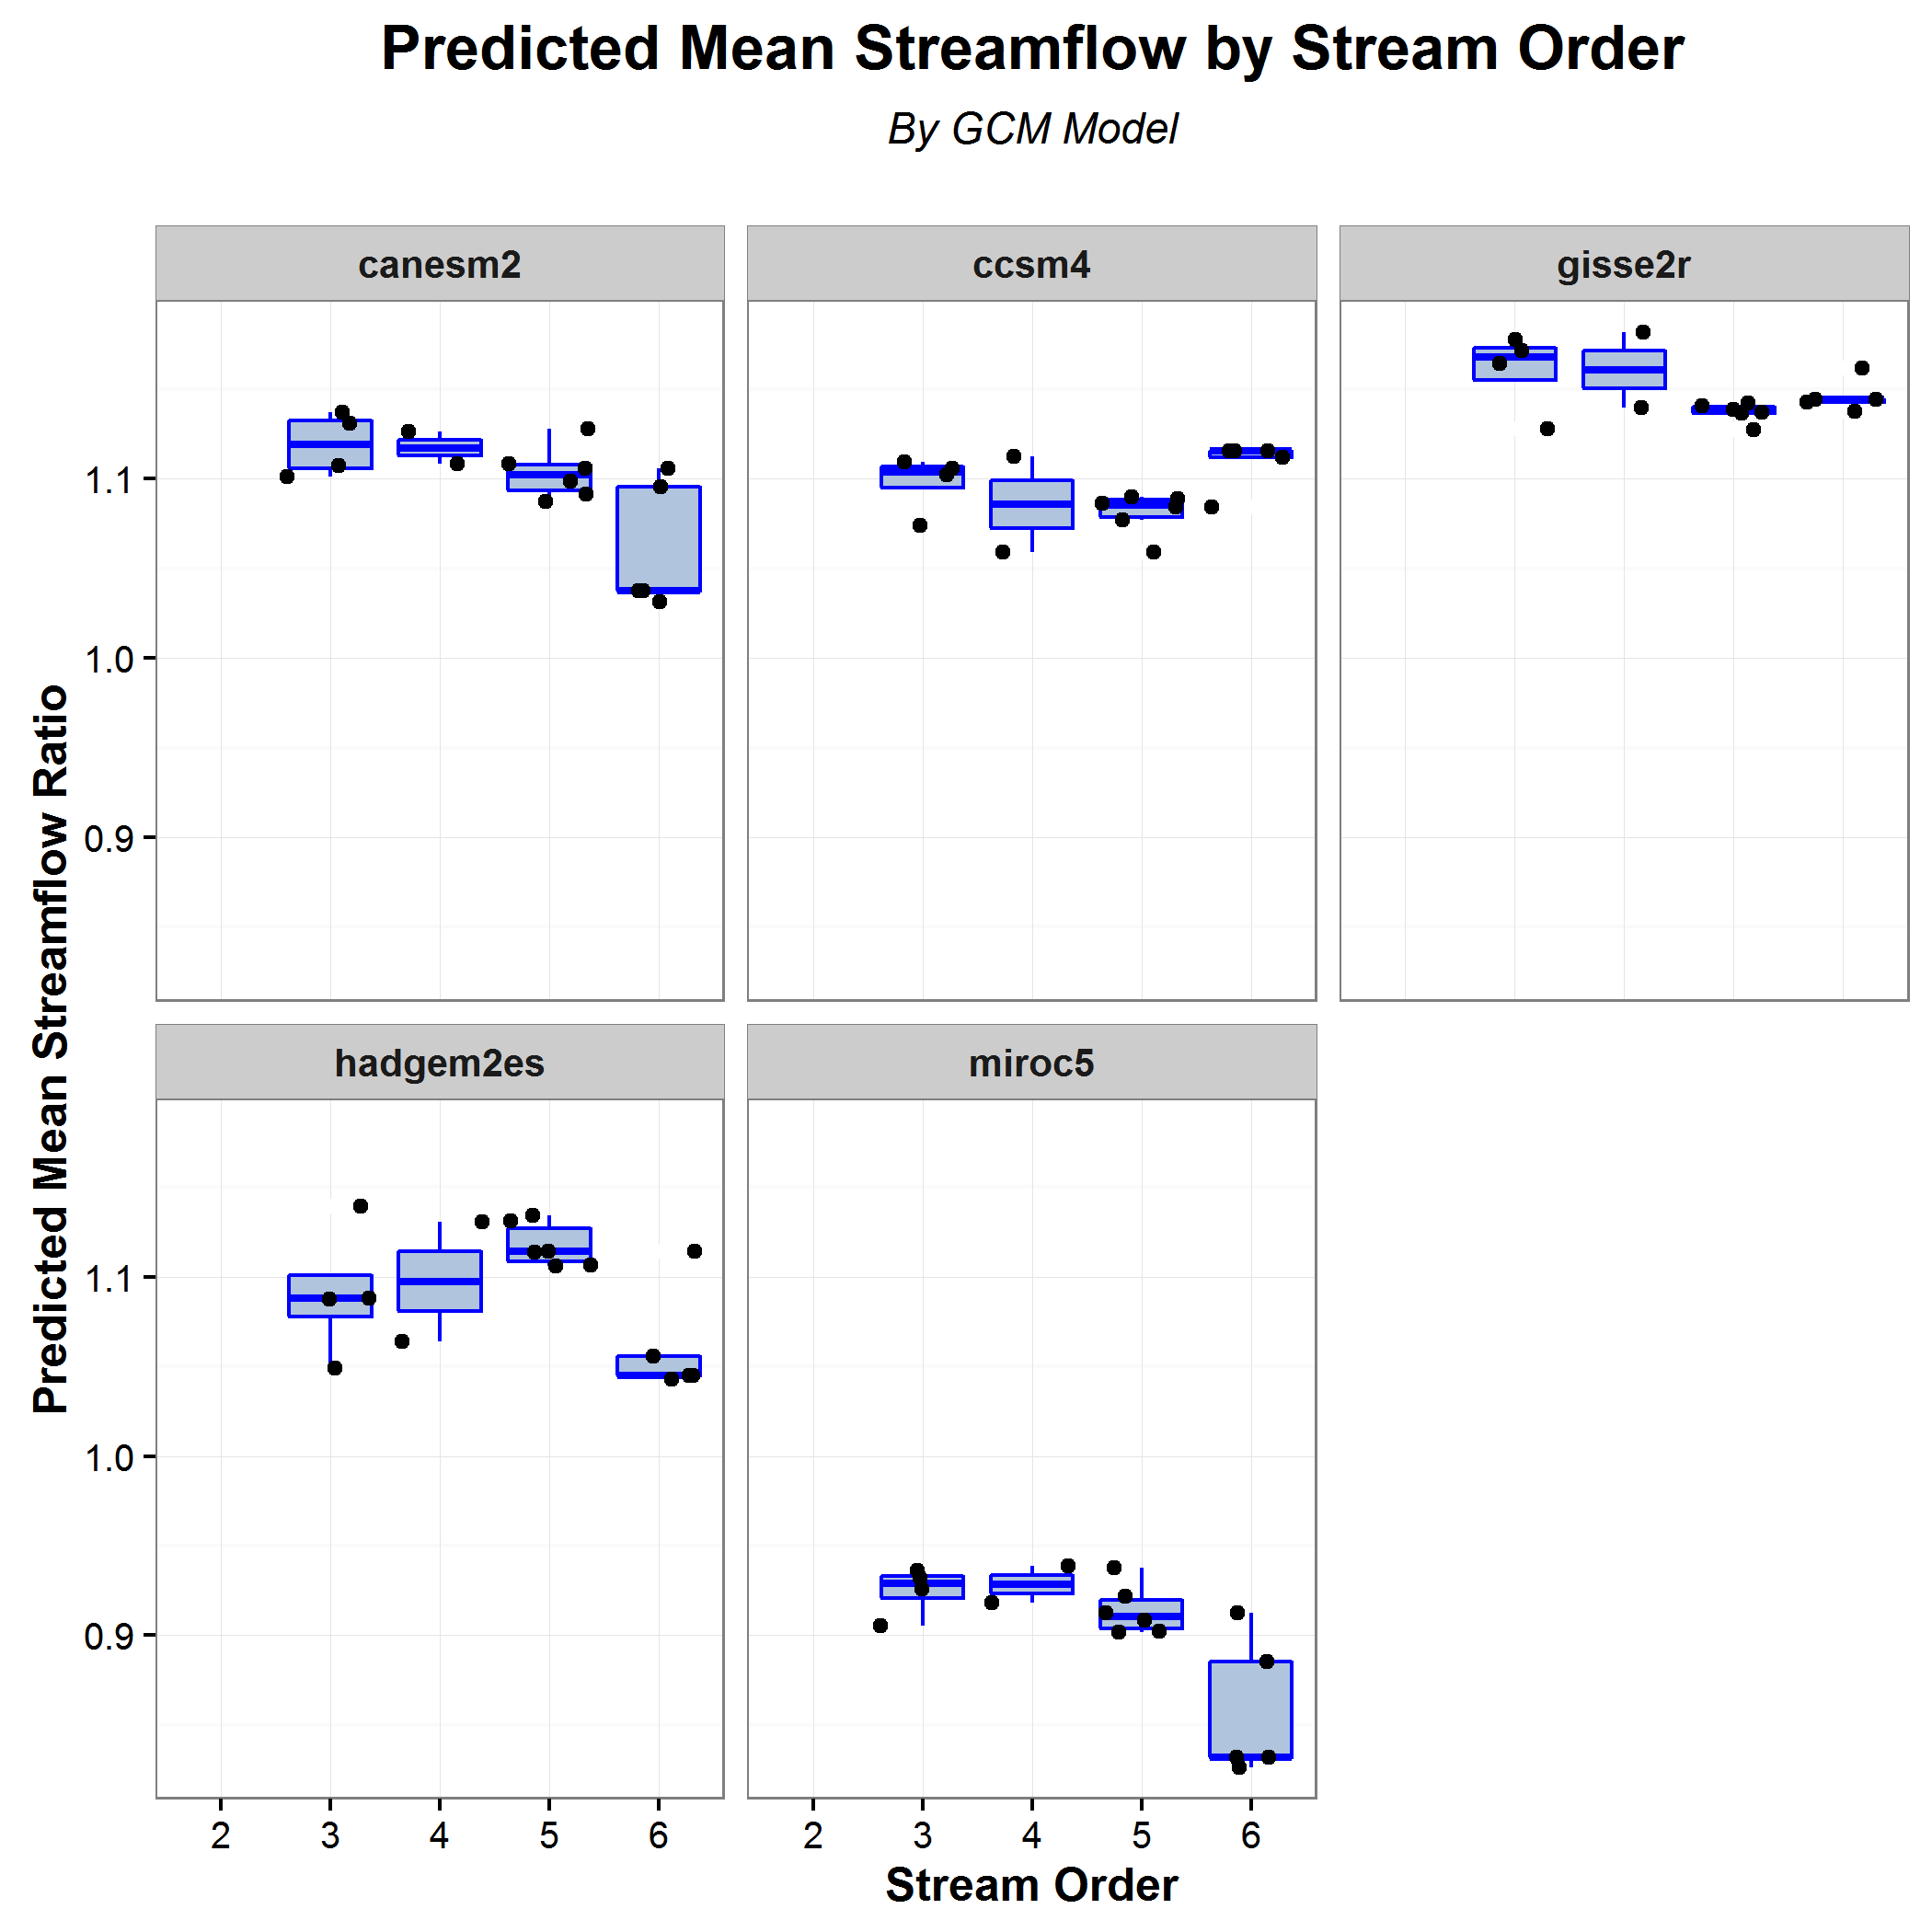 Predicted Mean Streamflow by Stream Order
By GCM Model
canesm2
ccsm4
gisse2r
1.1
1.0
0.9
hadgem2es
miroc5
1.1
1.0
0.9
Predicted Mean Streamflow Ratio
2 3 4 5 6
2 3 4 5 6
Stream Order